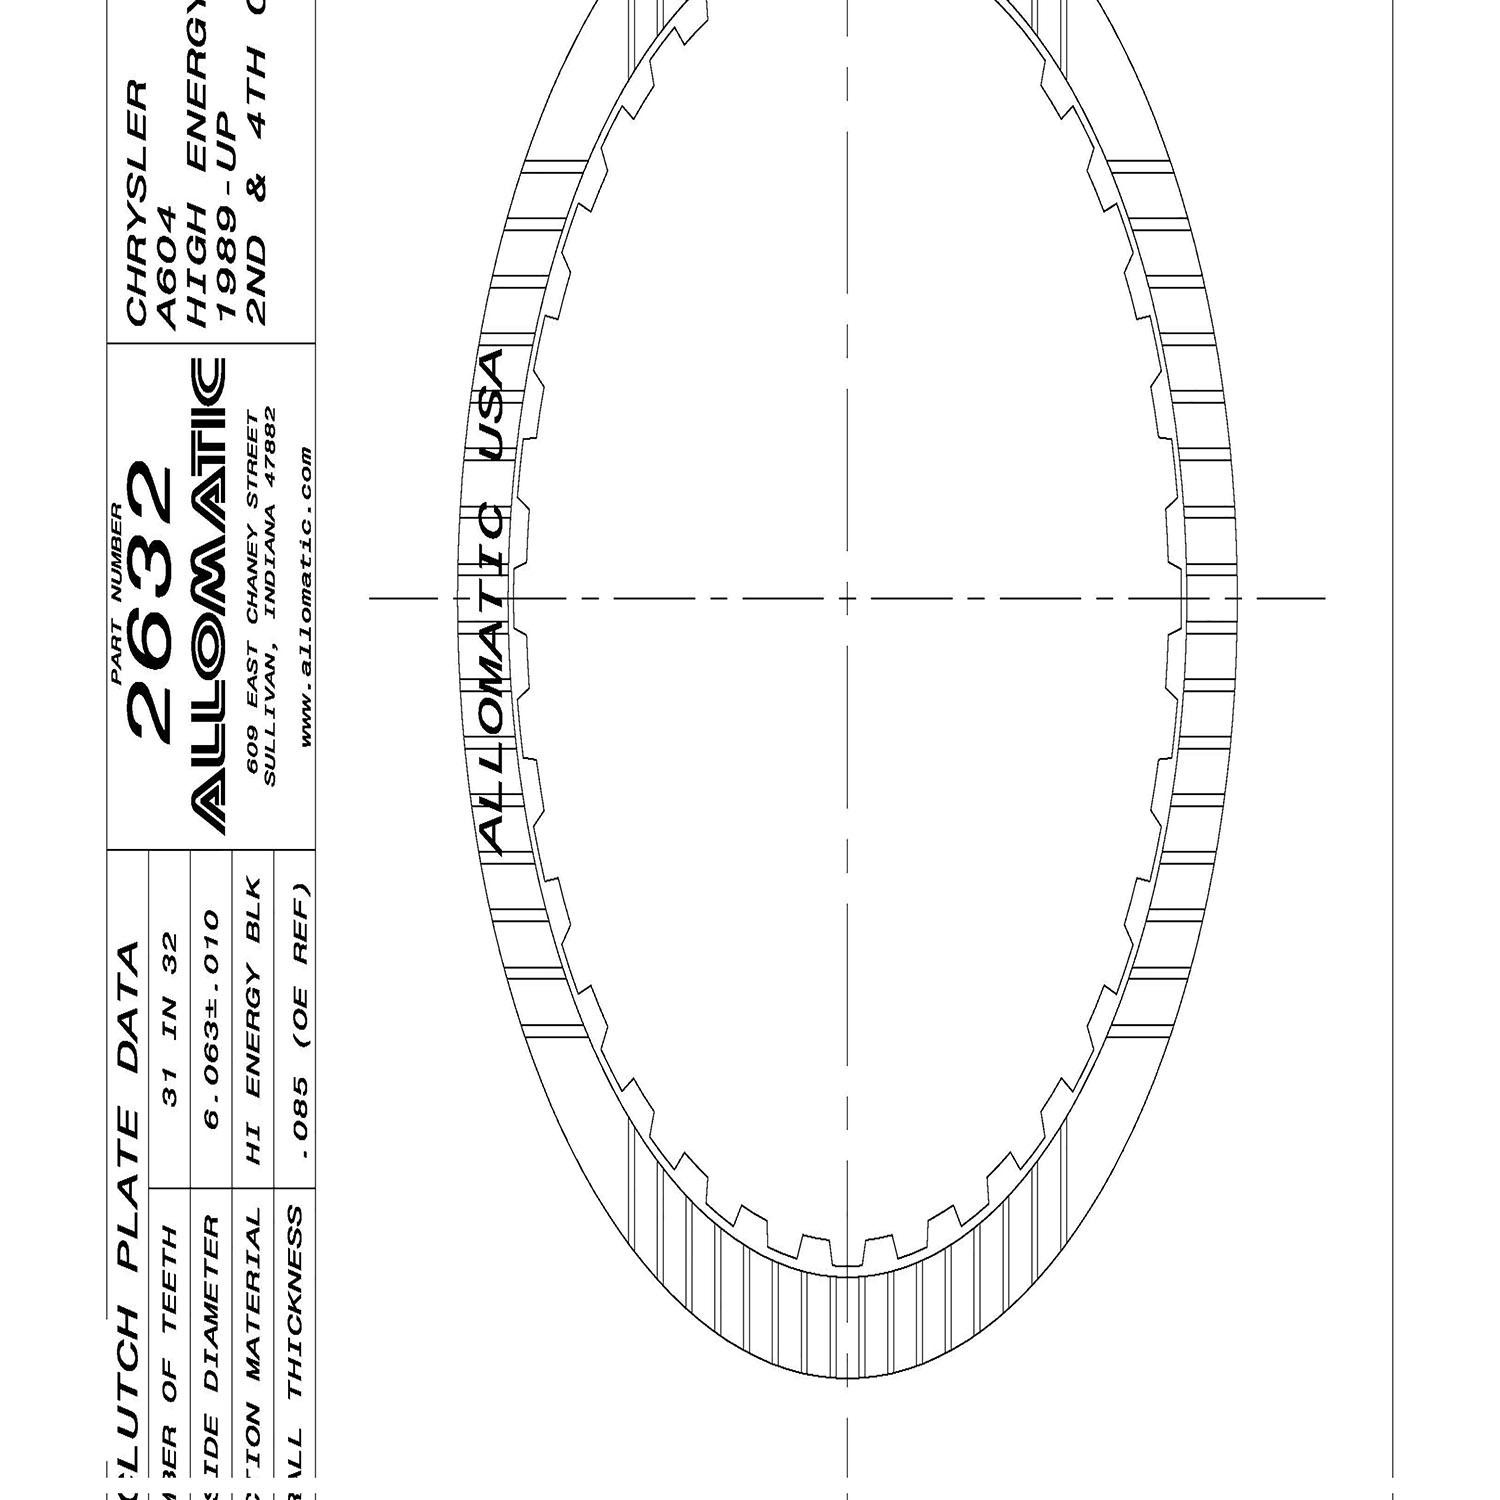 CHRYSLER
A604
HIGH ENERGY
1989-UP
2ND & 4TH
PART NUMBER
2632
ALLOMATIC
609 EAST CHANEY STREET
SULLIVAN, INDIANA 47882
www.allomatic.com
CLUTCH PLATE DATA
BER OF TEETH 31 IN 32
IDE DIAMETER 6.063±.010
TION MATERIAL HI ENERGY BLK
ALL THICKNESS .085 (OE REF)
ALLOMATIC USA